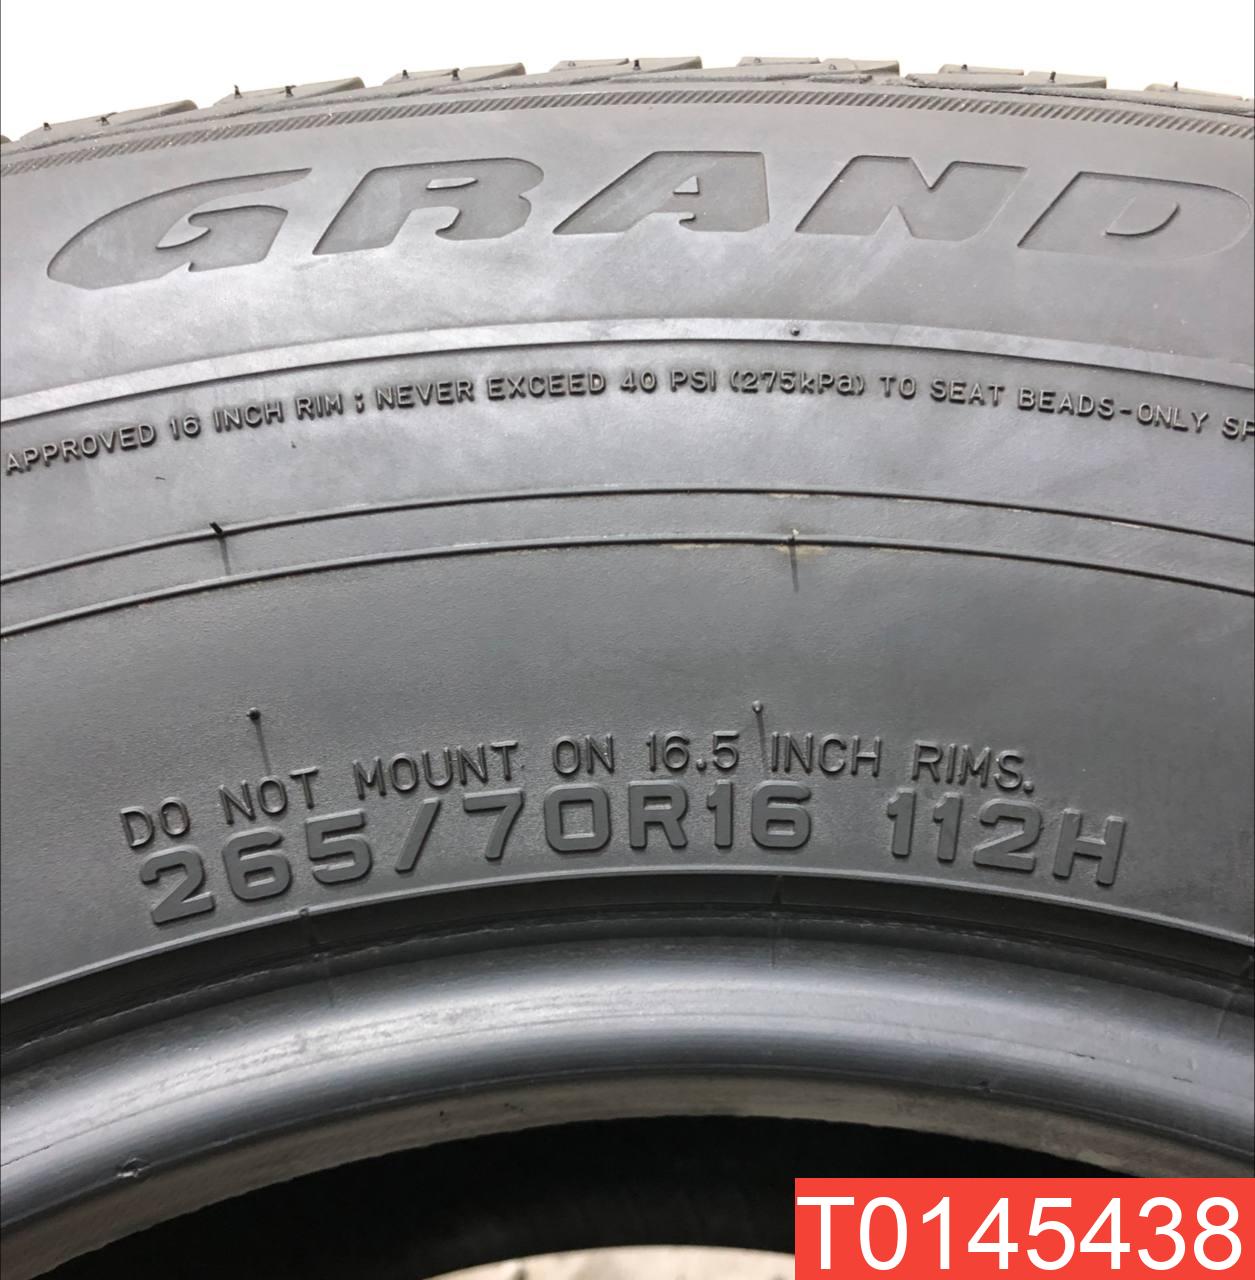 GRAND
APPROVED 16 INCH RIM ; NEVER EXCEED 40 PSI (275kPa) TO SEAT BEADS-ONLY
DO NOT MOUNT ON 16.5 INCH RIMS.
265/70R16 112H
T0145438